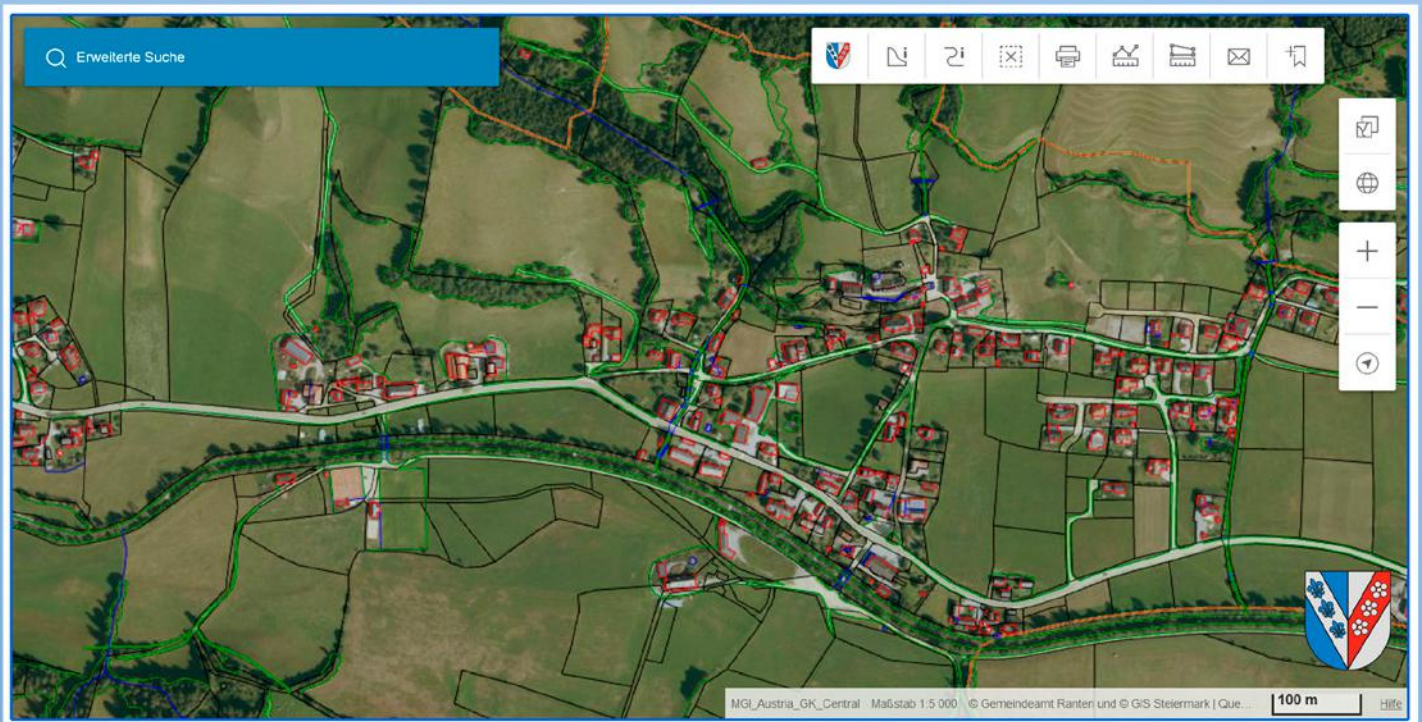 Erweiterte Suche
MGI_Austria_GK_Central Maßstab 1:5 000 © Gemeindeamt Ranten und © GIS Steiermark | Que...
100 m
Hilfe